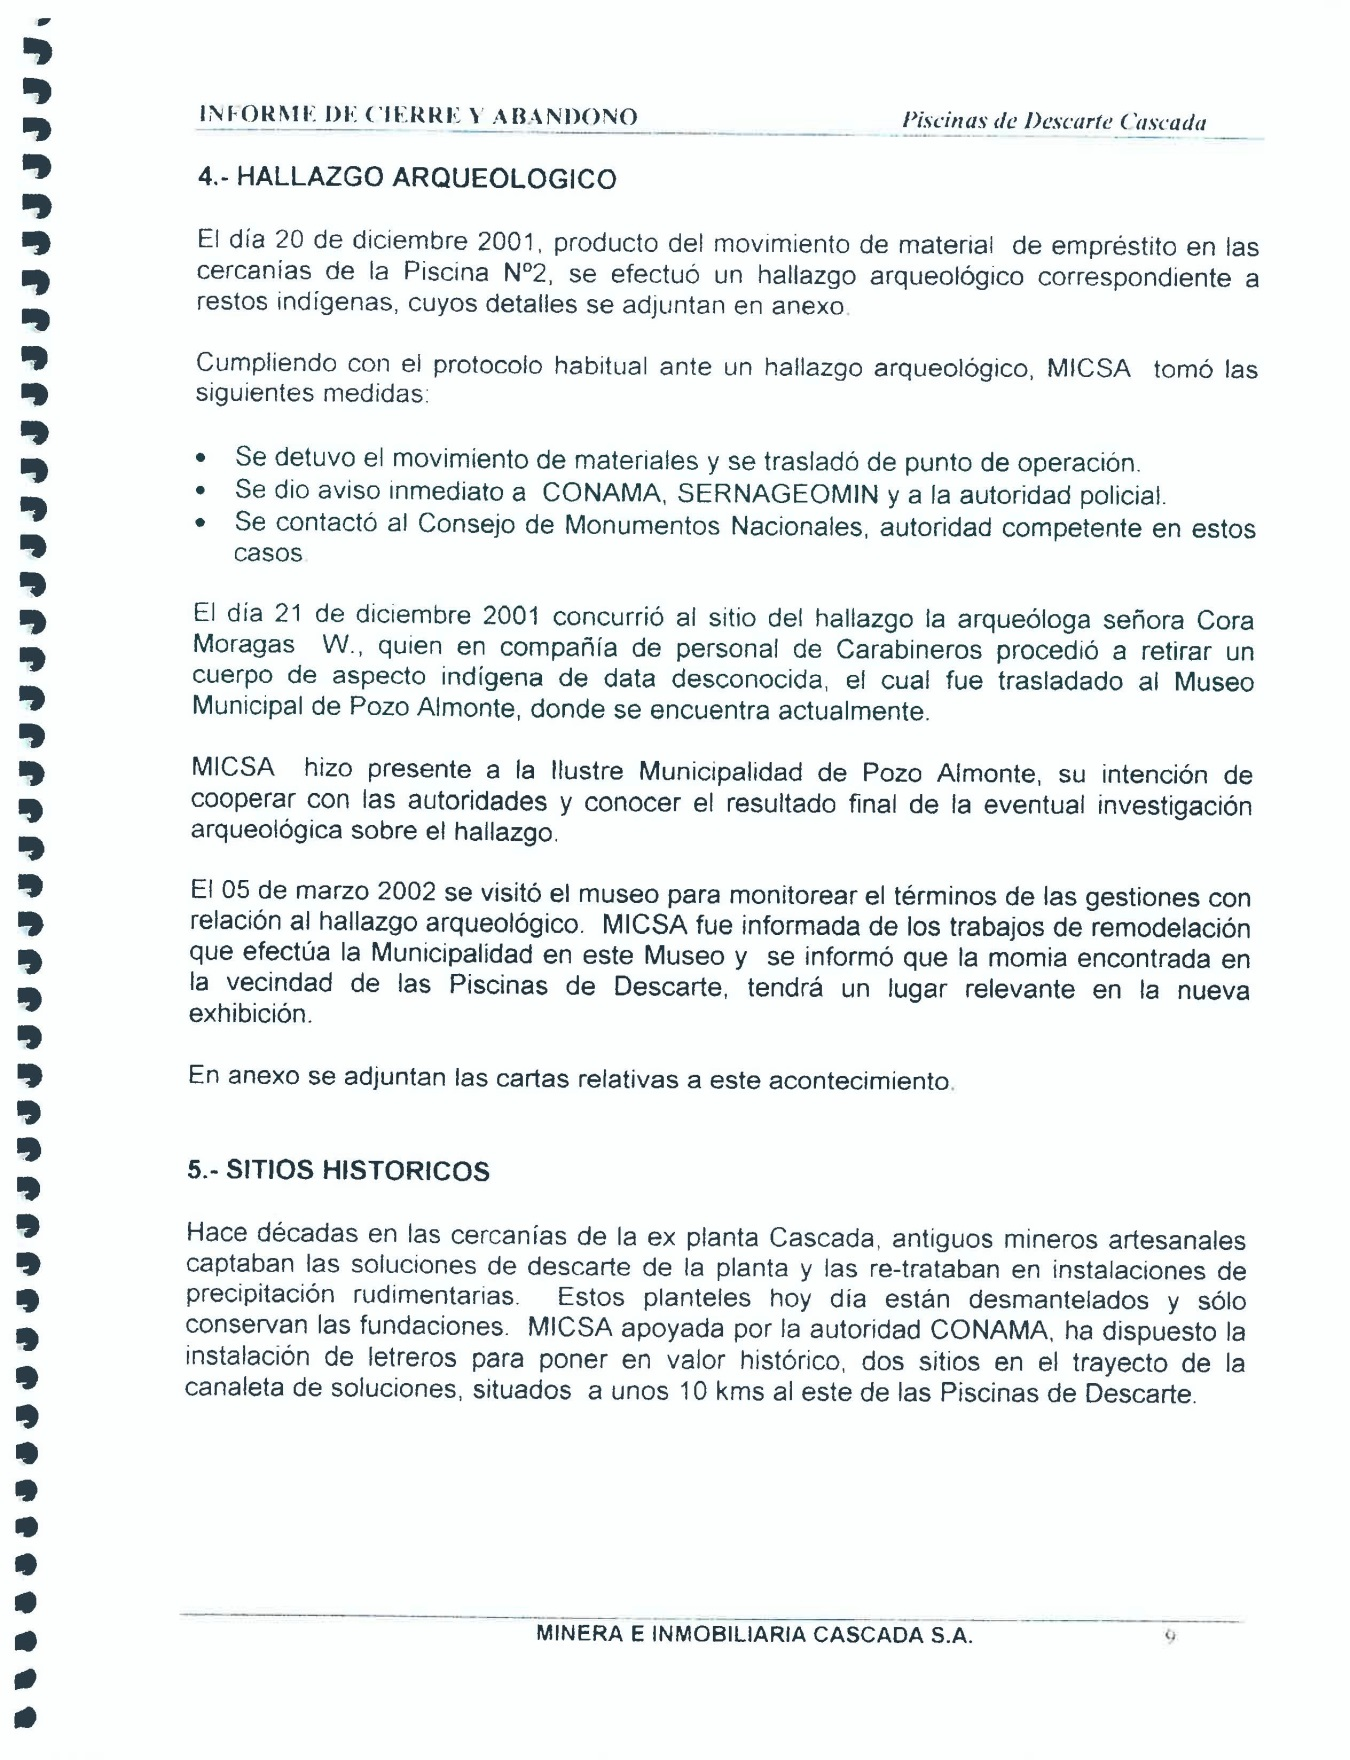 INFORME DE CIERRE Y ABANDONO Piscinas de Descarte Cascada
4.- HALLAZGO ARQUEOLOGICO
El día 20 de diciembre 2001, producto del movimiento de material de empréstito en las
cercanías de la Piscina Nº2, se efectuó un hallazgo arqueológico correspondiente a
restos indígenas, cuyos detalles se adjuntan en anexo.
Cumpliendo con el protocolo habitual ante un hallazgo arqueológico, MICSA tomó las
siguientes medidas:
• Se detuvo el movimiento de materiales y se trasladó de punto de operación.
• Se dio aviso inmediato a CONAMA, SERNAGEOMIN y a la autoridad policial.
• Se contactó al Consejo de Monumentos Nacionales, autoridad competente en estos
casos.
El día 21 de diciembre 2001 concurrió al sitio del hallazgo la arqueóloga señora Cora
Moragas W., quien en compañía de personal de Carabineros procedió a retirar un
cuerpo de aspecto indígena de data desconocida, el cual fue trasladado al Museo
Municipal de Pozo Almonte, donde se encuentra actualmente.
MICSA hizo presente a la Ilustre Municipalidad de Pozo Almonte, su intención de
cooperar con las autoridades y conocer el resultado final de la eventual investigación
arqueológica sobre el hallazgo.
El 05 de marzo 2002 se visitó el museo para monitorear el términos de las gestiones con
relación al hallazgo arqueológico. MICSA fue informada de los trabajos de remodelación
que efectúa la Municipalidad en este Museo y se informó que la momia encontrada en
la vecindad de las Piscinas de Descarte, tendrá un lugar relevante en la nueva
exhibición.
En anexo se adjuntan las cartas relativas a este acontecimiento.
5.- SITIOS HISTORICOS
Hace décadas en las cercanías de la ex planta Cascada, antiguos mineros artesanales
captaban las soluciones de descarte de la planta y las re-trataban en instalaciones de
precipitación rudimentarias. Estos planteles hoy día están desmantelados y sólo
conservan las fundaciones. MICSA apoyada por la autoridad CONAMA, ha dispuesto la
instalación de letreros para poner en valor histórico, dos sitios en el trayecto de la
canaleta de soluciones, situados a unos 10 kms al este de las Piscinas de Descarte.
MINERA E INMOBILIARIA CASCADA S.A. 9